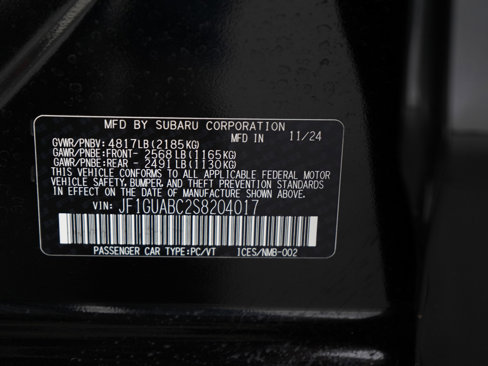 MFD BY SUBARU CORPORATION
MFD IN 11/24
GVWR/PNBV: 4817LB(2185KG)
GAWR/PNBE:FRONT- 2568LB(1165KG)
GAWR/PNBE:REAR - 2491LB(1130KG)
THIS VEHICLE CONFORMS TO ALL APPLICABLE FEDERAL MOTOR
VEHICLE SAFETY, BUMPER, AND THEFT PREVENTION STANDARDS
IN EFFECT ON THE DATE OF MANUFACTURE SHOWN ABOVE.
VIN: JF1GUABC2S8204017
PASSENGER CAR TYPE:PC/VT ICES/NMB-002